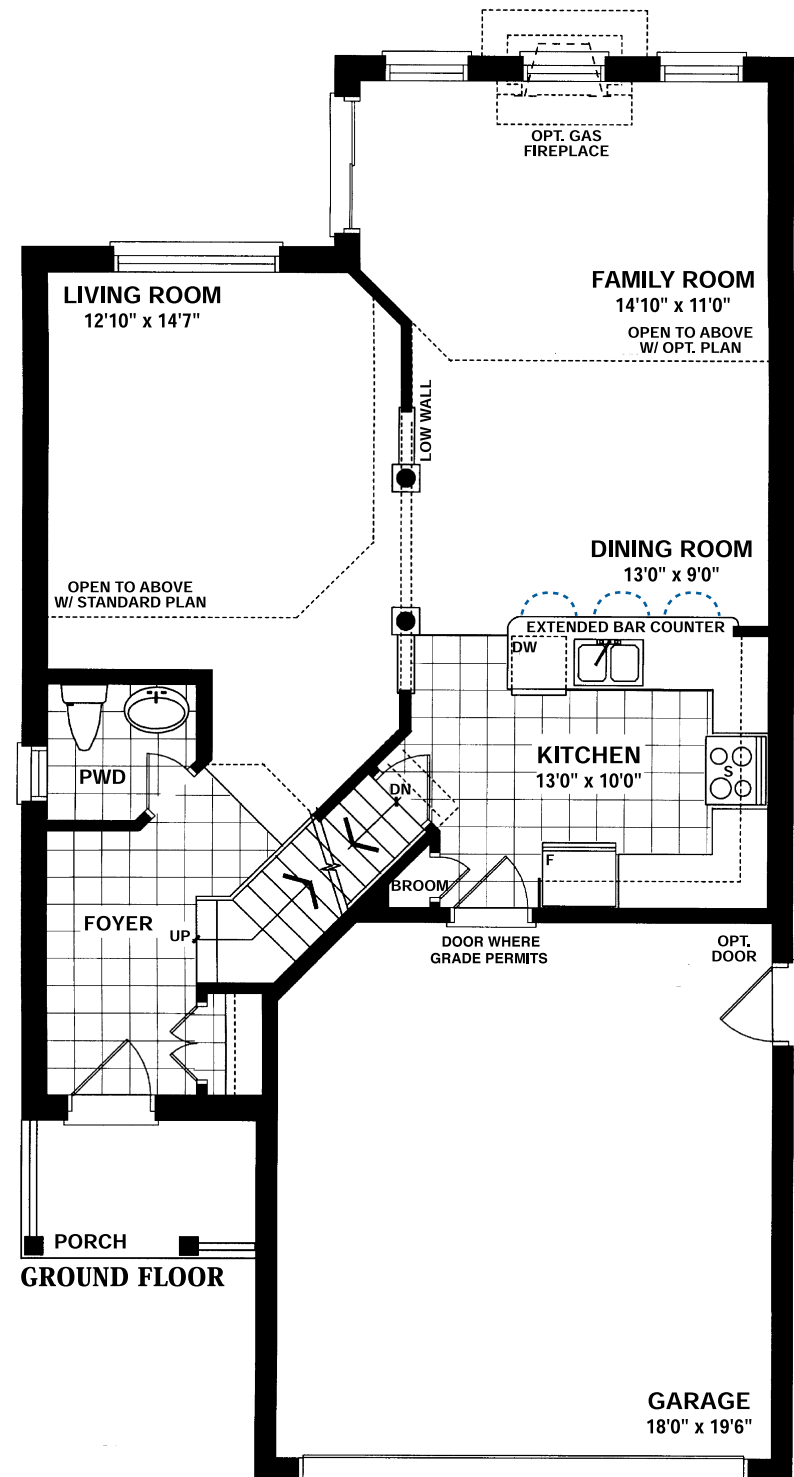 OPT. GAS
FIREPLACE
LIVING ROOM
12'10" x 14'7"
FAMILY ROOM
14'10" x 11'0"
OPEN TO ABOVE
W/ OPT. PLAN
LOW WALL
DINING ROOM
13'0" x 9'0"
OPEN TO ABOVE
W/ STANDARD PLAN
EXTENDED BAR COUNTER
DW
KITCHEN
13'0" x 10'0"
S
PWD
DN
F
BROOM
FOYER
UP
DOOR WHERE
GRADE PERMITS
OPT.
DOOR
PORCH
GROUND FLOOR
GARAGE
18'0" x 19'6"